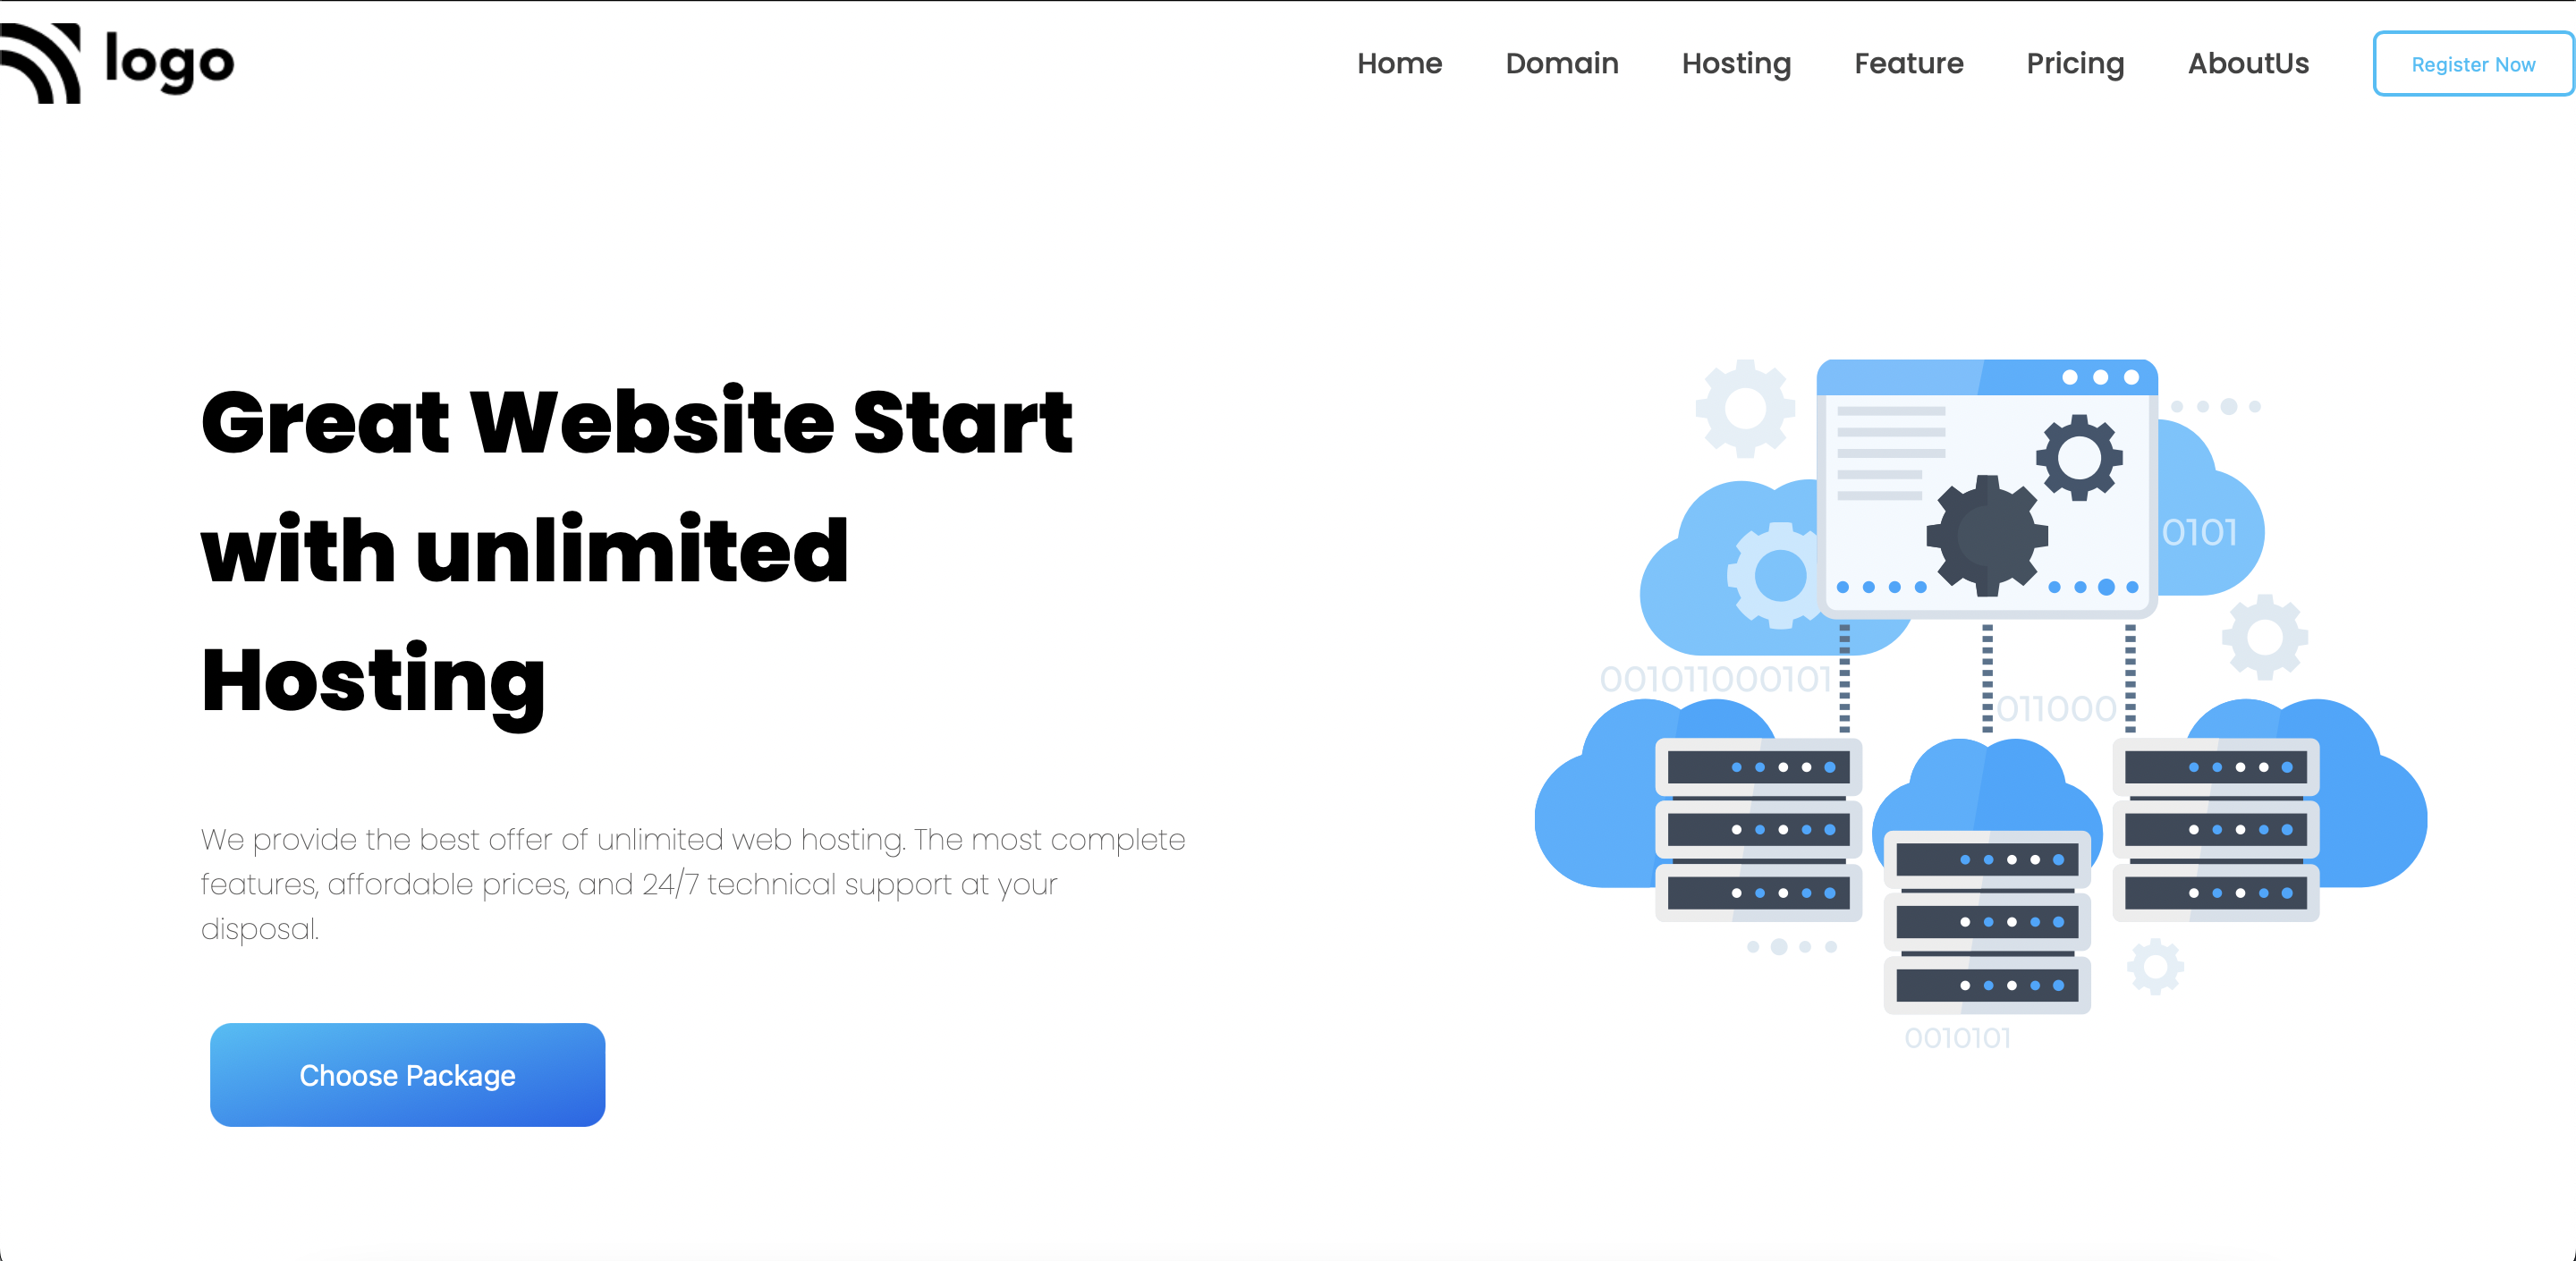 logo
Home Domain Hosting Feature Pricing AboutUs Register Now
Great Website Start
with unlimited
Hosting
We provide the best offer of unlimited web hosting. The most complete
features, affordable prices, and 24/7 technical support at your
disposal.
Choose Package
0101
001011000101
011000
0010101